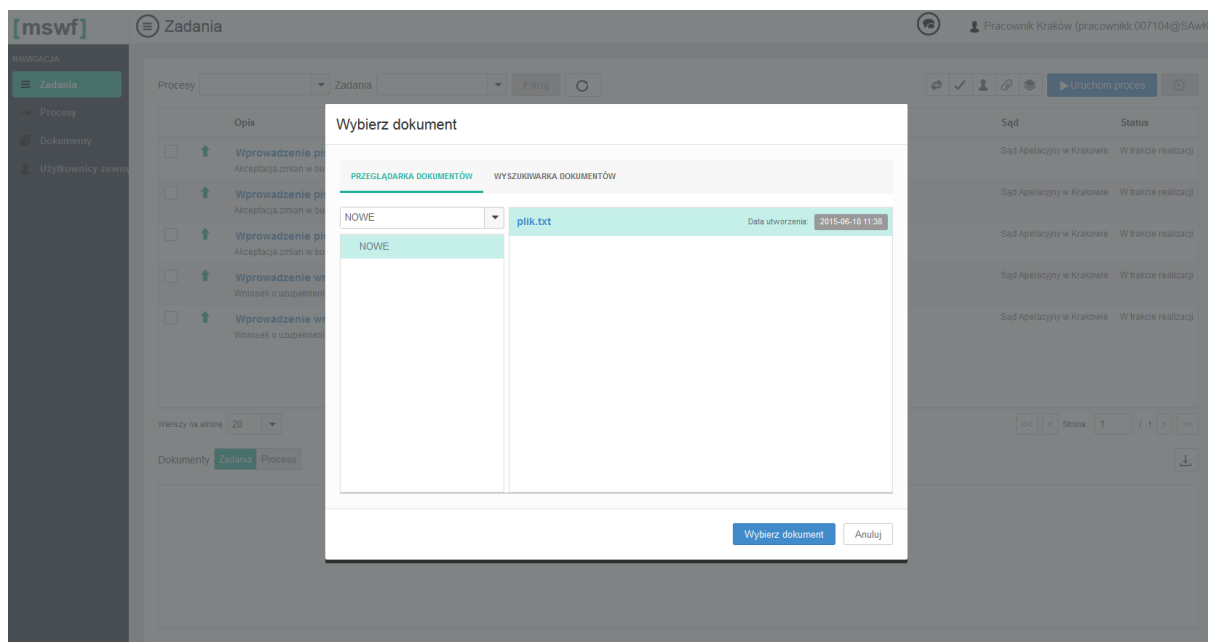 [mswf]
Zadania
Pracownik Kraków (pracownikk:007104@SAwK
NAWIGACJA
Zadania
Procesy
Dokumenty
Użytkownicy zewnę
Procesy
Zadania
Filtruj
Uruchom proces
Opis
Sąd
Status
Wprowadzenie pi
Akceptacja zmian w bu
Sąd Apelacyjny w Krakowie
W trakcie realizacji
Wprowadzenie pi
Akceptacja zmian w bu
Sąd Apelacyjny w Krakowie
W trakcie realizacji
Wprowadzenie pi
Akceptacja zmian w bu
Sąd Apelacyjny w Krakowie
W trakcie realizacji
Wprowadzenie wr
Wniosek o uzupełnieni
Sąd Apelacyjny w Krakowie
W trakcie realizacji
Wprowadzenie wr
Wniosek o uzupełnieni
Sąd Apelacyjny w Krakowie
W trakcie realizacji
Wybierz dokument
PRZEGLĄDARKA DOKUMENTÓW
WYSZUKIWARKA DOKUMENTÓW
NOWE
NOWE
plik.txt
Data utworzenia: 2015-06-18 11:38
Wybierz dokument
Anuluj
Wierszy na stronę 20
<< < Strona: 1 / 1 > >>
Dokumenty Zadania Procesu